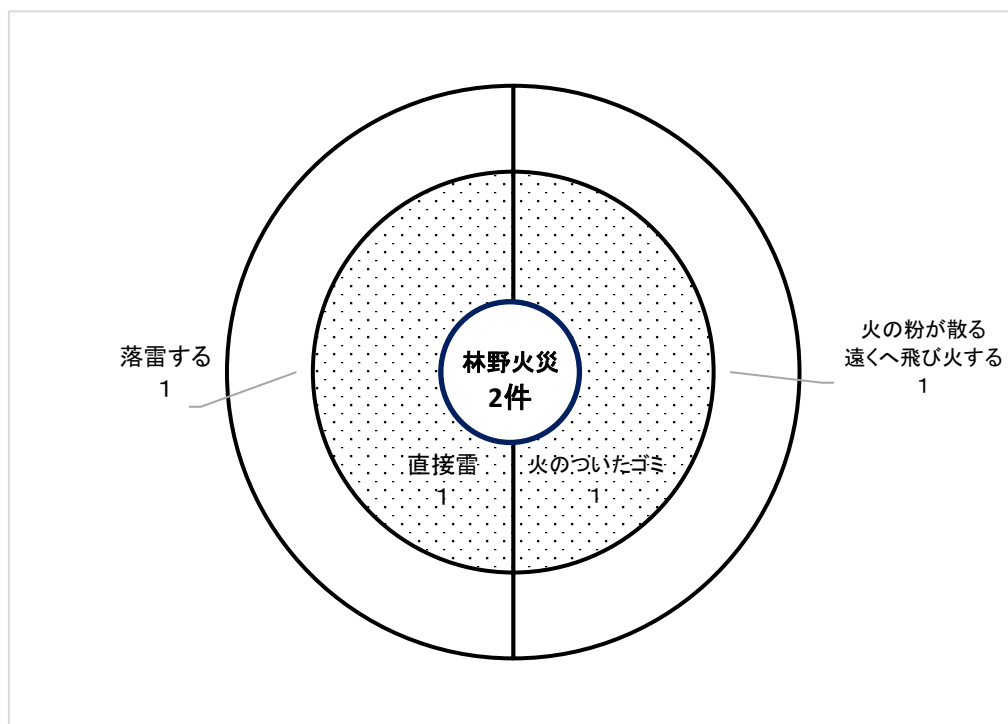 林野火災
2件
落雷する
1
火の粉が散る
遠くへ飛び火する
1
直接雷
1
火のついたゴミ
1